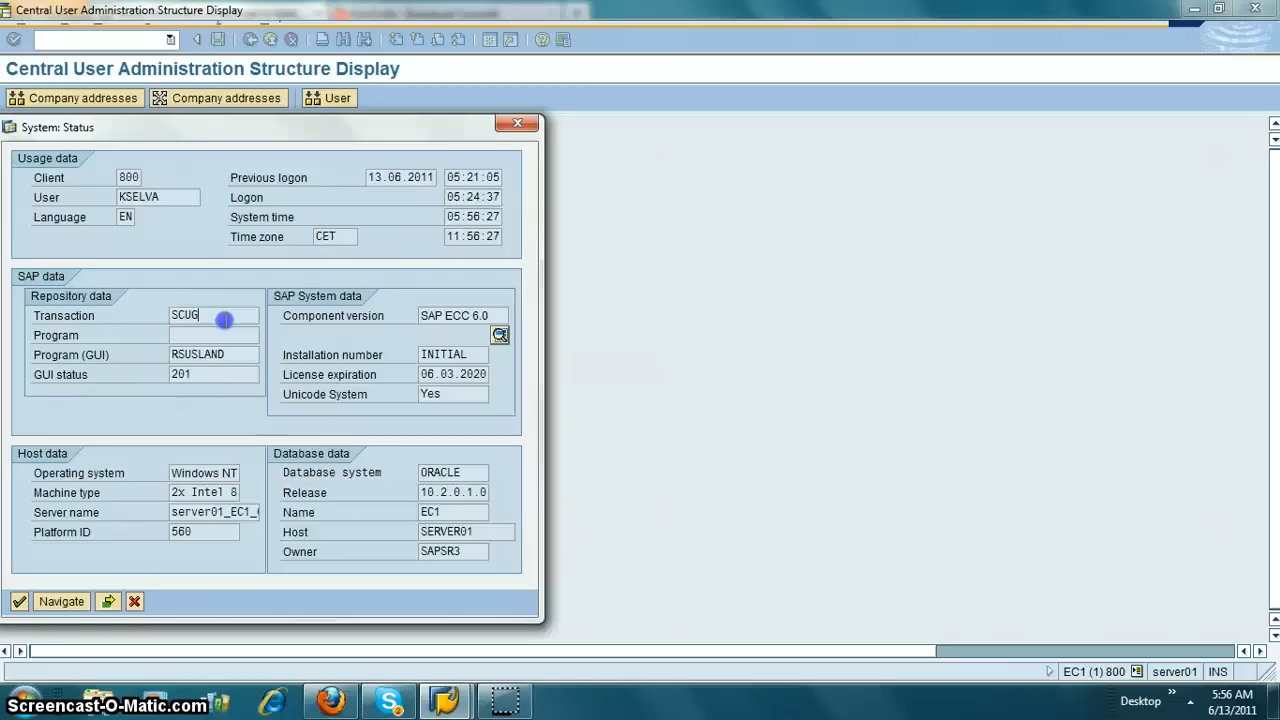 Central User Administration Structure Display
Central User Administration Structure Display
Company addresses Company addresses User
System: Status
Usage data
Client 800 Previous logon 13.06.2011 05:21:05
User KSELVA Logon 05:24:37
Language EN System time 05:56:27
Time zone CET 11:56:27
SAP data
Repository data SAP System data
Transaction SCUG Component version SAP ECC 6.0
Program
Program (GUI) RSUSLAND Installation number INITIAL
GUI status 201 License expiration 06.03.2020
Unicode System Yes
Host data Database data
Operating system Windows NT Database system ORACLE
Machine type 2x Intel 8 Release 10.2.0.1.0
Server name server01_EC1_ Name EC1
Platform ID 560 Host SERVER01
Owner SAPSR3
Navigate
EC1 (1) 800 server01 INS
Desktop 5:56 AM
6/13/2011
Screencast-O-Matic.com